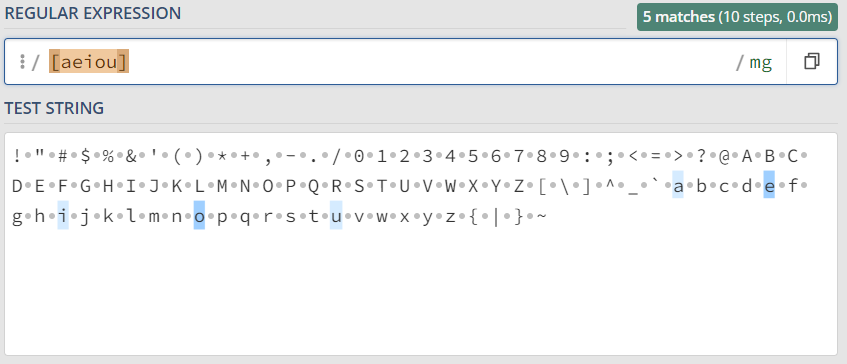 REGULAR EXPRESSION
5 matches (10 steps, 0.0ms)
/ [aeiou]
/ mg
TEST STRING
! " # $ % & ' ( ) * + , - . / 0 1 2 3 4 5 6 7 8 9 : ; < = > ? @ A B C
D E F G H I J K L M N O P Q R S T U V W X Y Z [ \ ] ^ _ ` a b c d e f
g h i j k l m n o p q r s t u v w x y z { | } ~